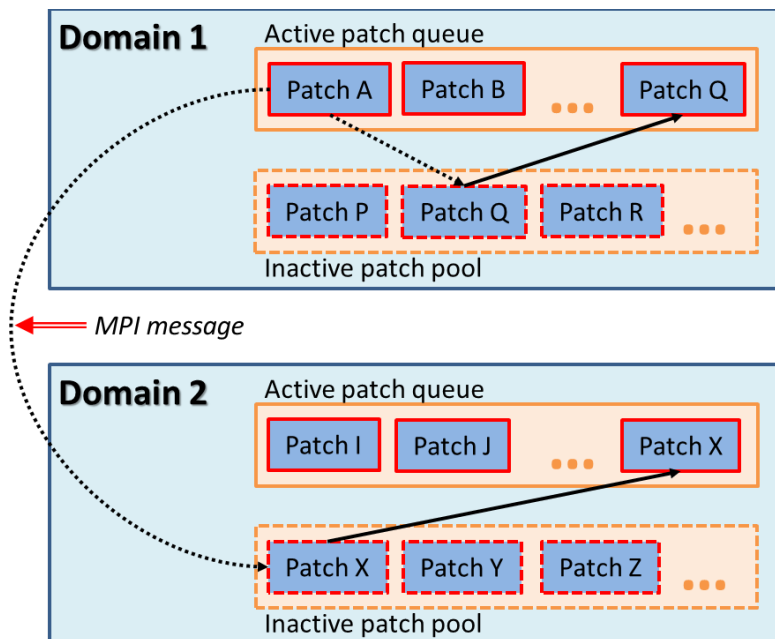 Domain 1
Active patch queue
Patch A
Patch B
...
Patch Q
Patch P
Patch Q
Patch R
...
Inactive patch pool
MPI message
Domain 2
Active patch queue
Patch I
Patch J
...
Patch X
Patch X
Patch Y
Patch Z
...
Inactive patch pool